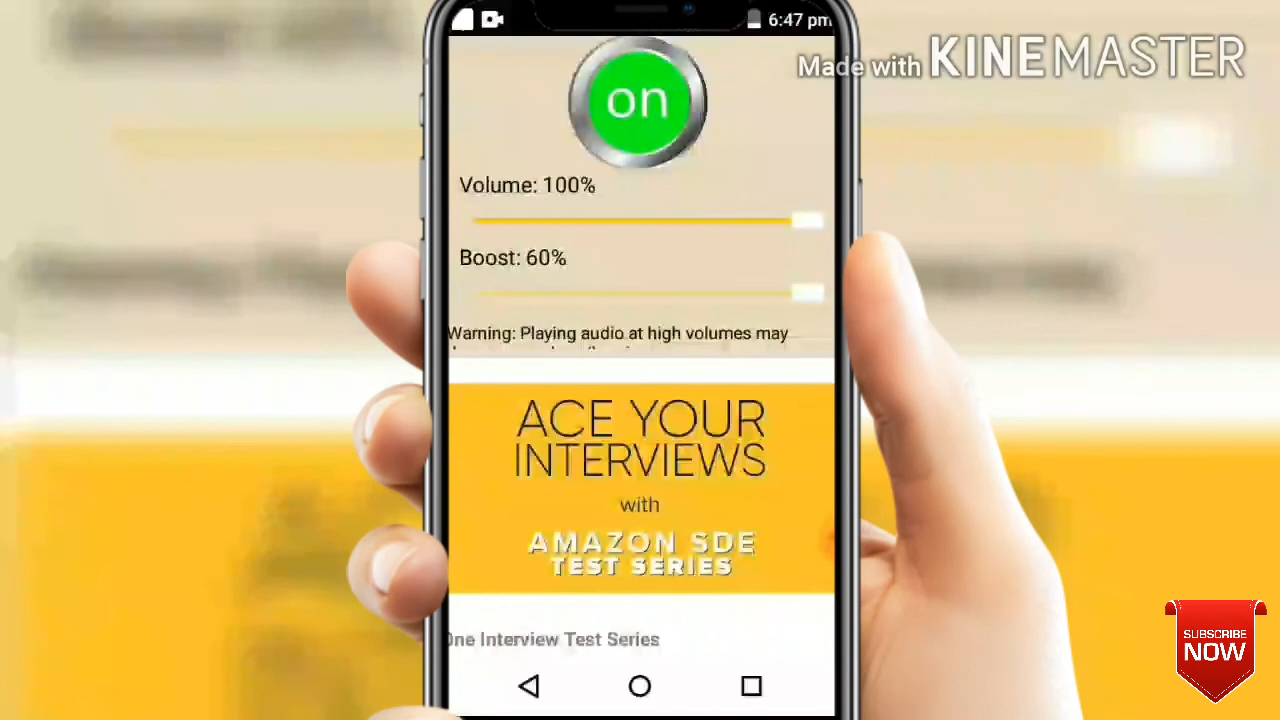 6:47 pm
Made with KINEMASTER
on
Volume: 100%
Boost: 60%
Warning: Playing audio at high volumes may
ACE YOUR
INTERVIEWS
with
AMAZON SDE
TEST SERIES
One Interview Test Series
SUBSCRIBE
NOW